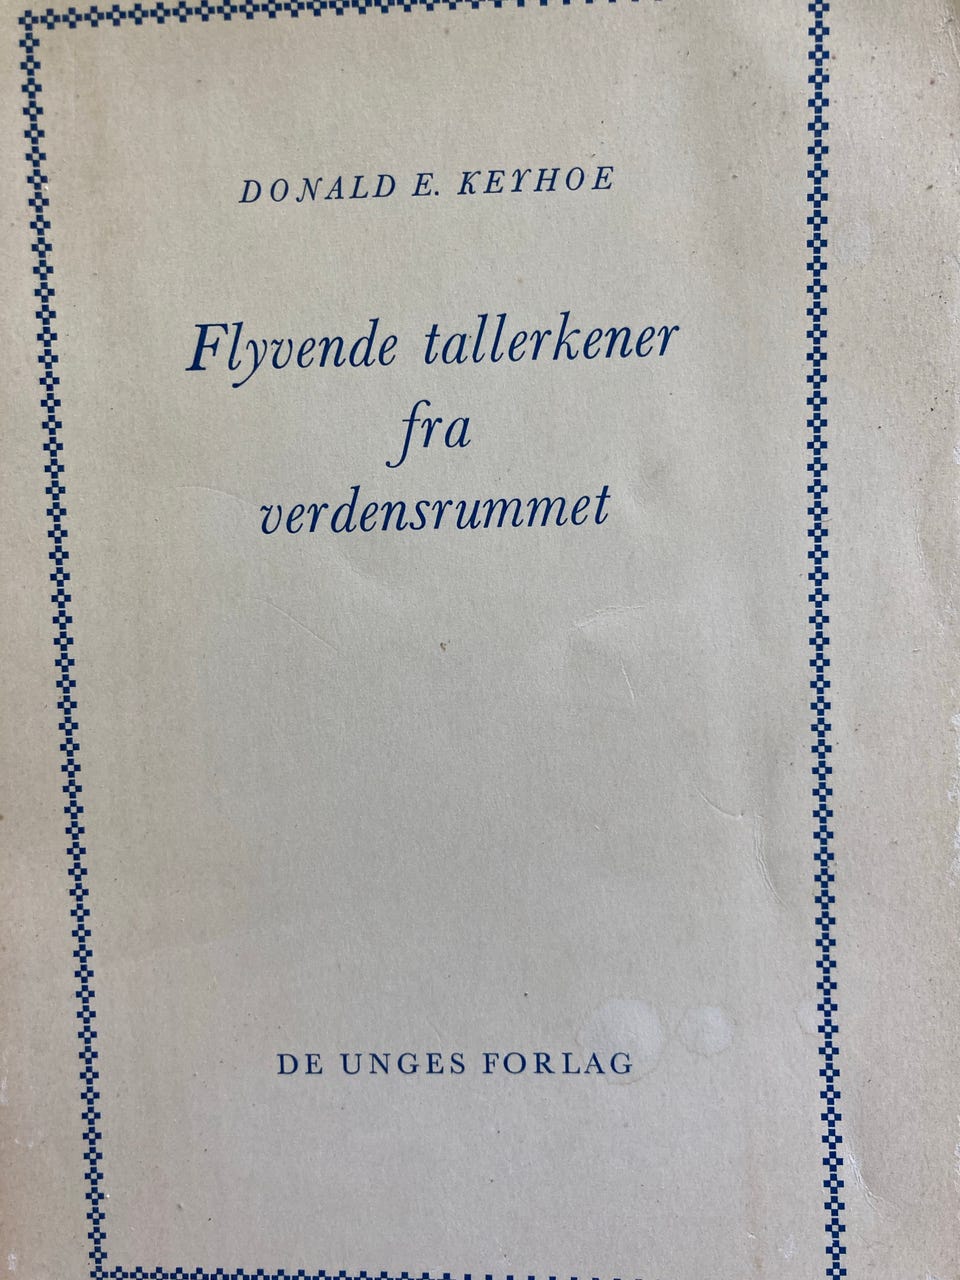 DONALD E. KEYHOE
Flyvende tallerkener
fra
verdensrummet
DE UNGES FORLAG